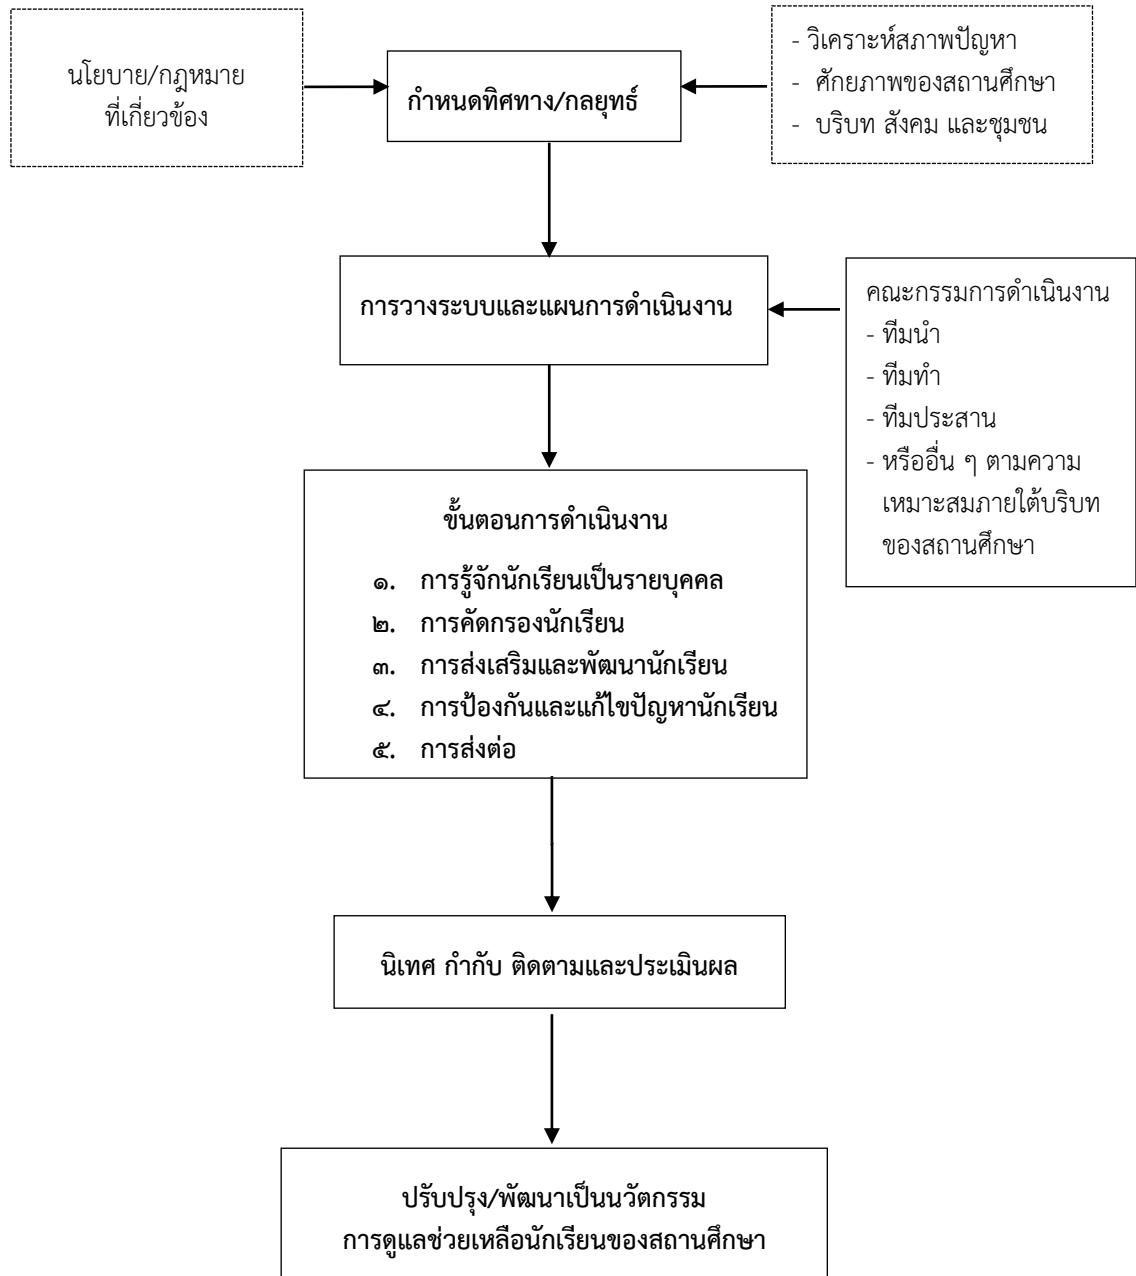 นโยบาย/กฎหมาย
ที่เกี่ยวข้อง
กำหนดทิศทาง/กลยุทธ์
- วิเคราะห์สภาพปัญหา
- ศักยภาพของสถานศึกษา
- บริบท สังคม และชุมชน
การวางระบบและแผนการดำเนินงาน
คณะกรรมการดำเนินงาน
- ทีมนำ
- ทีมทำ
- ทีมประสาน
- หรืออื่น ๆ ตามความ
เหมาะสมภายใต้บริบท
ของสถานศึกษา
ขั้นตอนการดำเนินงาน
๑. การรู้จักนักเรียนเป็นรายบุคคล
๒. การคัดกรองนักเรียน
๓. การส่งเสริมและพัฒนานักเรียน
๔. การป้องกันและแก้ไขปัญหานักเรียน
๕. การส่งต่อ
นิเทศ กำกับ ติดตามและประเมินผล
ปรับปรุง/พัฒนาเป็นนวัตกรรม
การดูแลช่วยเหลือนักเรียนของสถานศึกษา